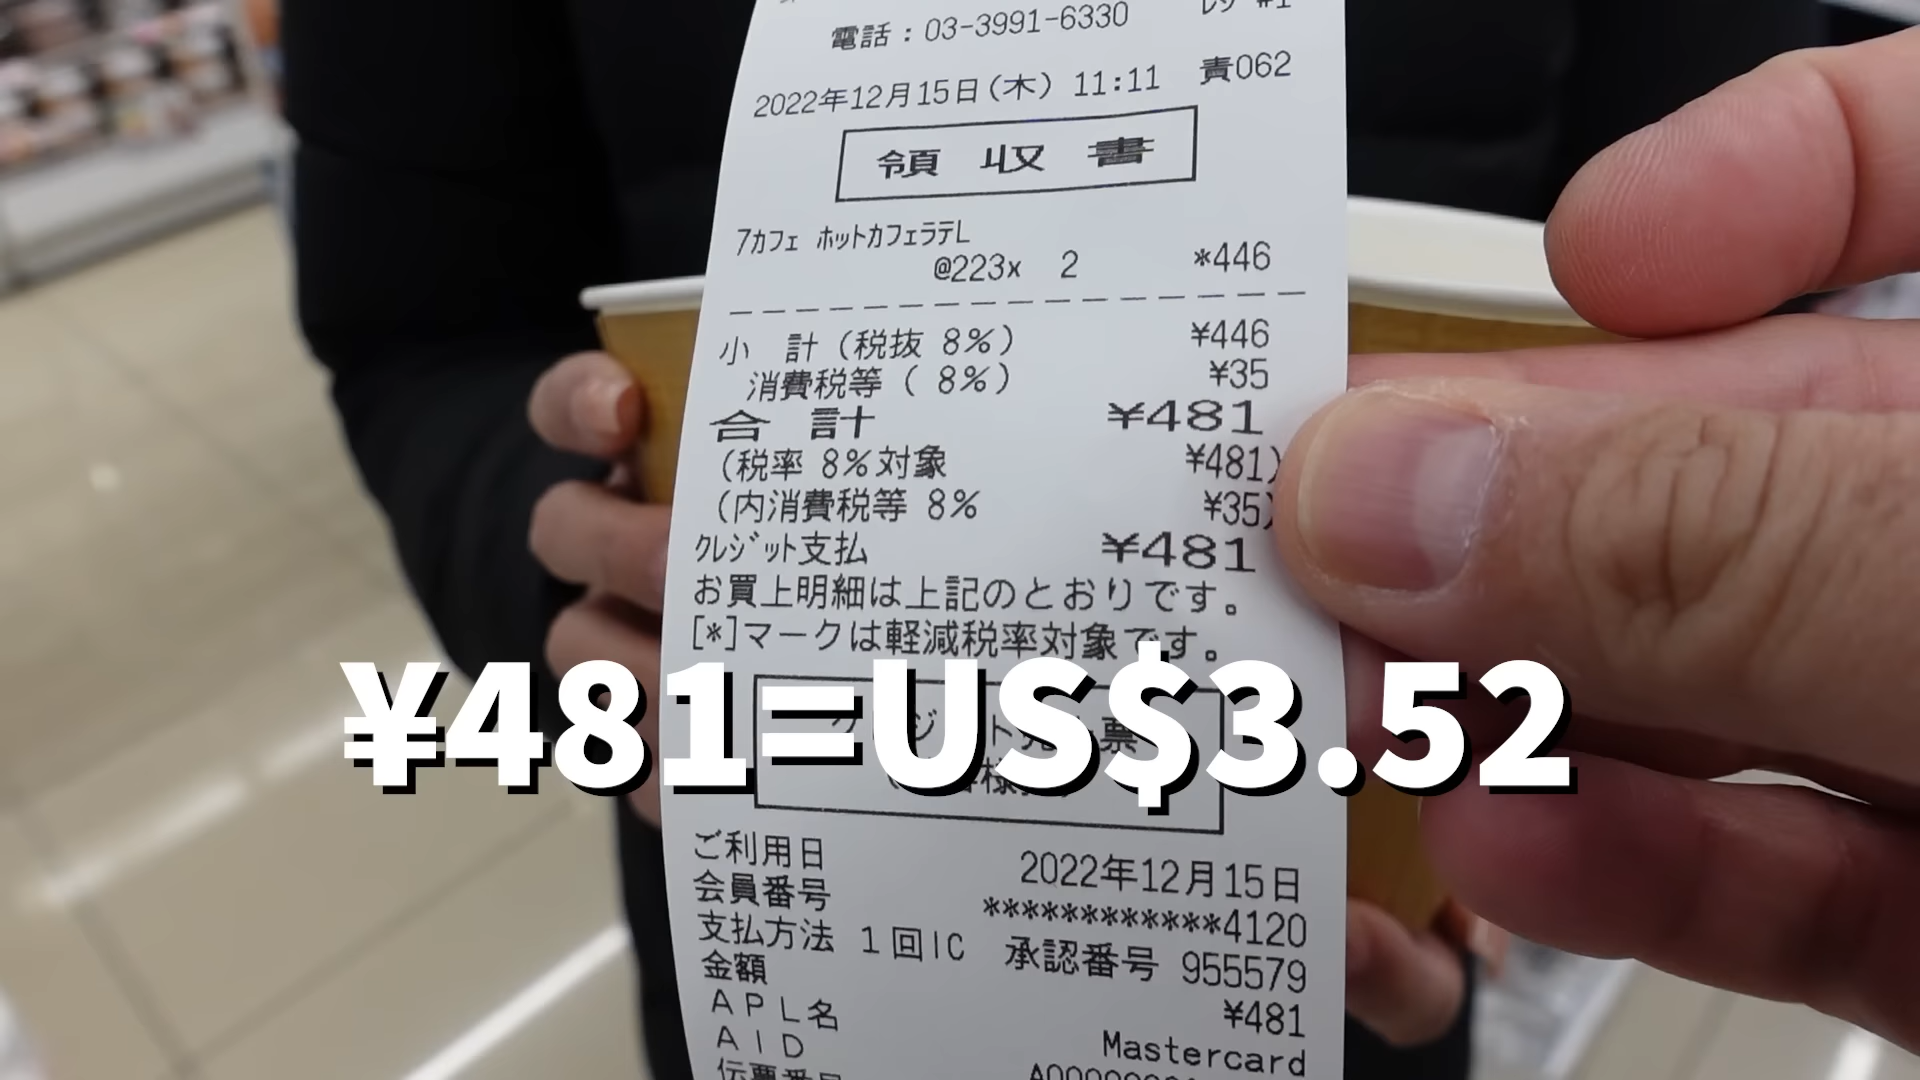 電話：03-3991-6330 レジ #1
2022年12月15日(木) 11:11 責062
領 収 書
7カフェ ホットカフェラテL
@223x 2 *446
小 計(税抜 8%) ¥446
消費税等( 8%) ¥35
合 計 ¥481
(税率 8%対象 ¥481)
(内消費税等 8% ¥35)
クレジット支払 ¥481
お買上明細は上記のとおりです。
[*]マークは軽減税率対象です。
¥481=US$3.52
ご利用日 2022年12月15日
会員番号 ************4120
支払方法 1回IC 承認番号 955579
金額 ¥481
APL名 Mastercard
AID
伝票番号